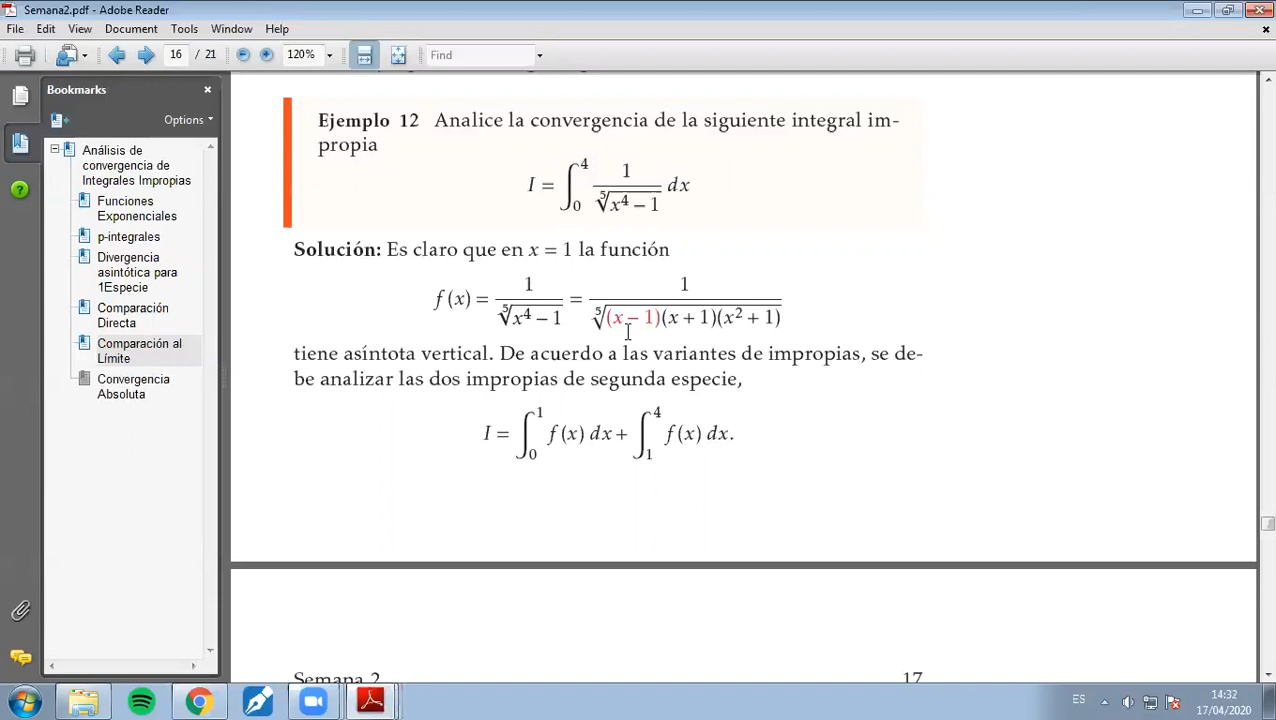 Semana2.pdf - Adobe Reader
File Edit View Document Tools Window Help
16 / 21 120% Find
Bookmarks
Options
Análisis de
convergencia de
Integrales Impropias
Funciones
Exponenciales
p-integrales
Divergencia
asintótica para
1Especie
Comparación
Directa
Comparación al
Límite
Convergencia
Absoluta
Ejemplo 12 Analice la convergencia de la siguiente integral im-
propia
I = ∫₀⁴ 1/⁵√(x⁴ − 1) dx
Solución: Es claro que en x = 1 la función
f(x) = 1/⁵√(x⁴ − 1) = 1/⁵√((x − 1)(x + 1)(x² + 1))
tiene asíntota vertical. De acuerdo a las variantes de impropias, se de-
be analizar las dos impropias de segunda especie,
I = ∫₀¹ f(x) dx + ∫₁⁴ f(x) dx.
Semana 2 17
ES 14:32
17/04/2020